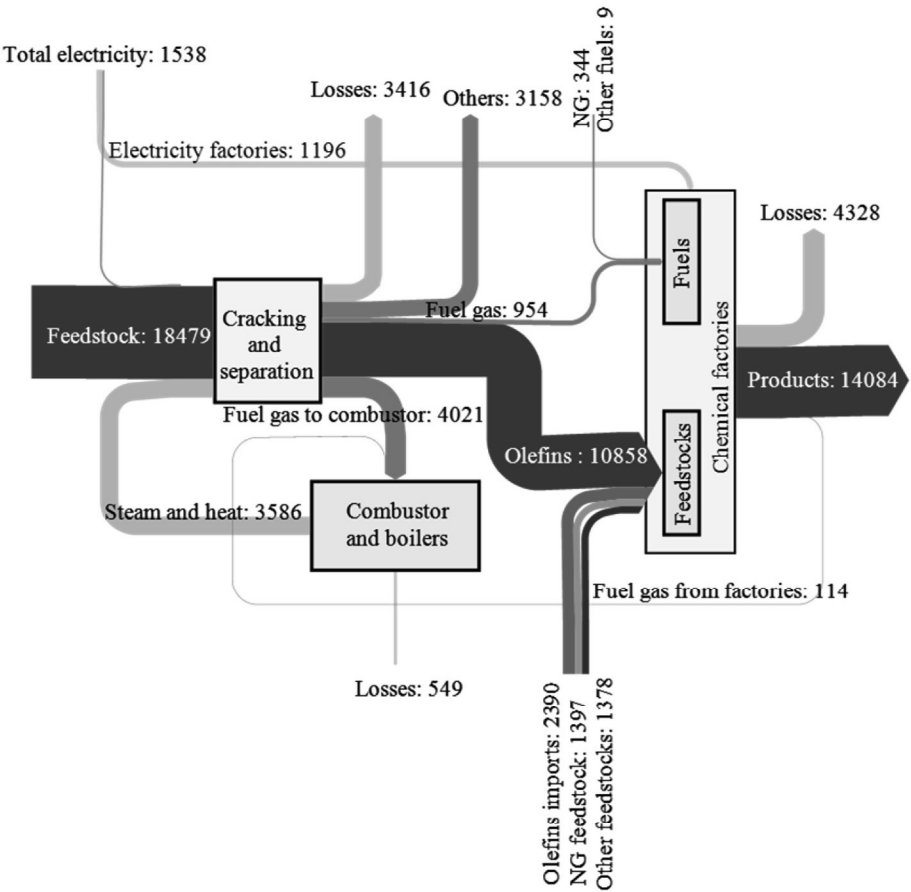 Total electricity: 1538
Losses: 3416
Others: 3158
NG: 344
Other fuels: 9
Electricity factories: 1196
Losses: 4328
Fuels
Fuel gas: 954
Feedstock: 18479
Cracking
and
separation
Chemical factories
Products: 14084
Fuel gas to combustor: 4021
Olefins : 10858
Feedstocks
Steam and heat: 3586
Combustor
and boilers
Fuel gas from factories: 114
Losses: 549
Olefins imports: 2390
NG feedstock: 1397
Other feedstocks: 1378